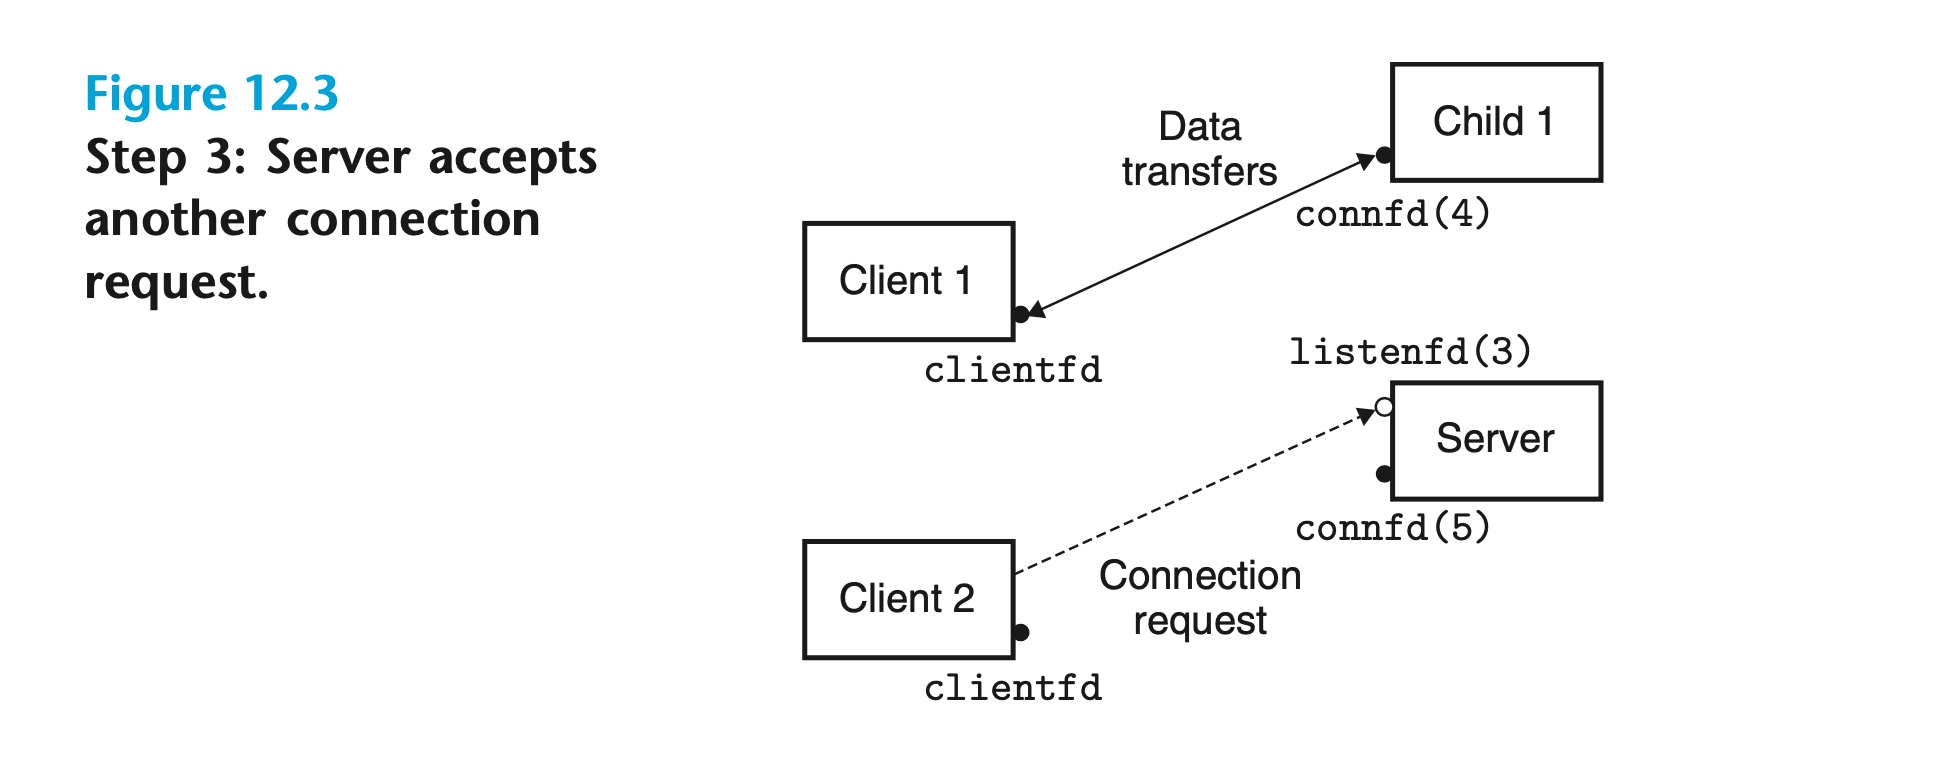 Figure 12.3
Step 3: Server accepts
another connection
request.
Child 1
Data
transfers
connfd(4)
Client 1
clientfd
listenfd(3)
Server
connfd(5)
Connection
request
Client 2
clientfd